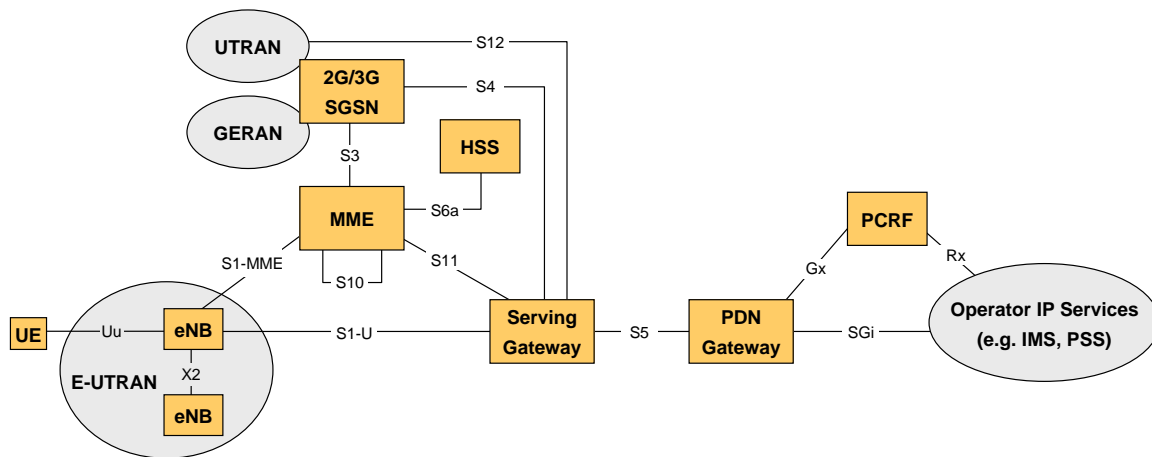 UTRAN
S12
2G/3G
SGSN
S4
GERAN
HSS
S3
MME
S6a
PCRF
S1-MME
S10
S11
Gx
Rx
UE
Uu
eNB
S1-U
Serving
Gateway
S5
PDN
Gateway
SGi
Operator IP Services
(e.g. IMS, PSS)
X2
E-UTRAN
eNB